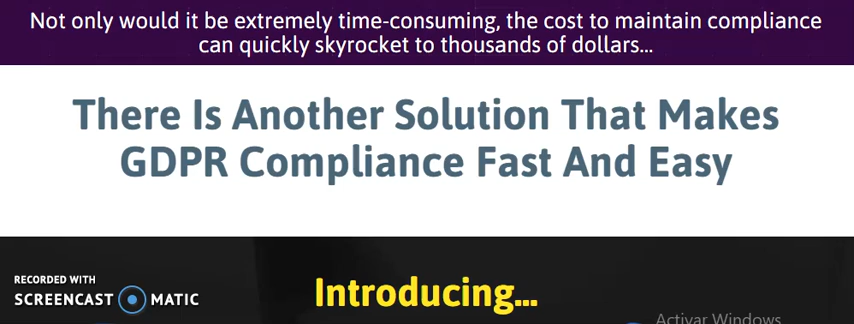 Not only would it be extremely time-consuming, the cost to maintain compliance
can quickly skyrocket to thousands of dollars...
There Is Another Solution That Makes
GDPR Compliance Fast And Easy
RECORDED WITH
SCREENCAST MATIC
Introducing...
Activar Windows